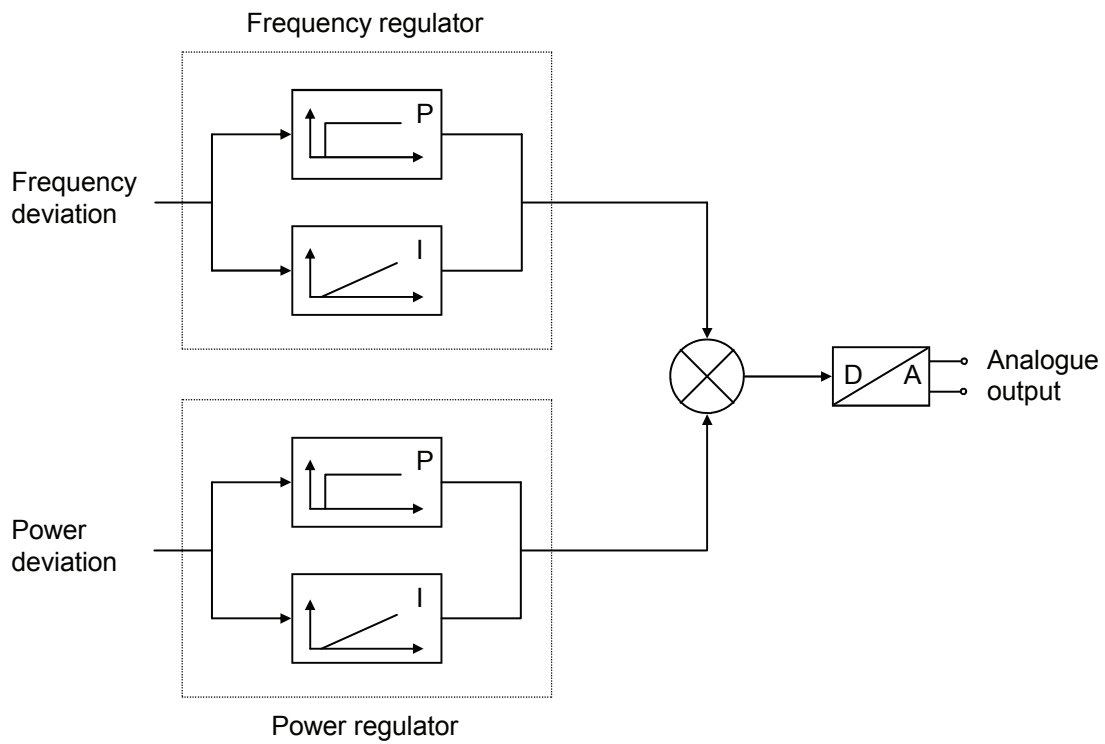 Frequency regulator
P
Frequency
deviation
I
D
A
Analogue
output
P
Power
deviation
I
Power regulator